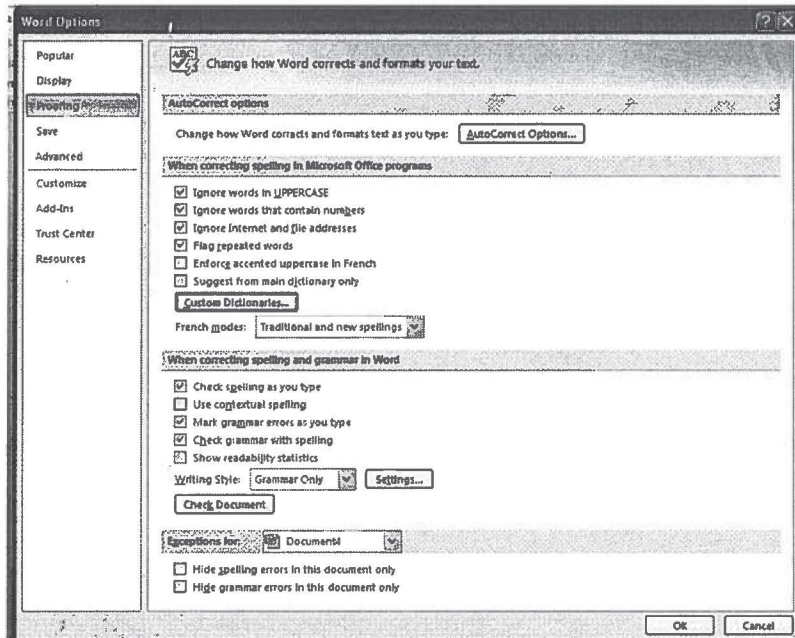 Word Options
Popular
Display
Proofing
Save
Advanced
Customize
Add-Ins
Trust Center
Resources
Change how Word corrects and formats your text.
AutoCorrect options
Change how Word corrects and formats text as you type: AutoCorrect Options...
When correcting spelling in Microsoft Office programs
Ignore words in UPPERCASE
Ignore words that contain numbers
Ignore Internet and file addresses
Flag repeated words
Enforce accented uppercase in French
Suggest from main dictionary only
Custom Dictionaries...
French modes: Traditional and new spellings
When correcting spelling and grammar in Word
Check spelling as you type
Use contextual spelling
Mark grammar errors as you type
Check grammar with spelling
Show readability statistics
Writing Style: Grammar Only Settings...
Check Document
Exceptions for: Document4
Hide spelling errors in this document only
Hide grammar errors in this document only
OK Cancel